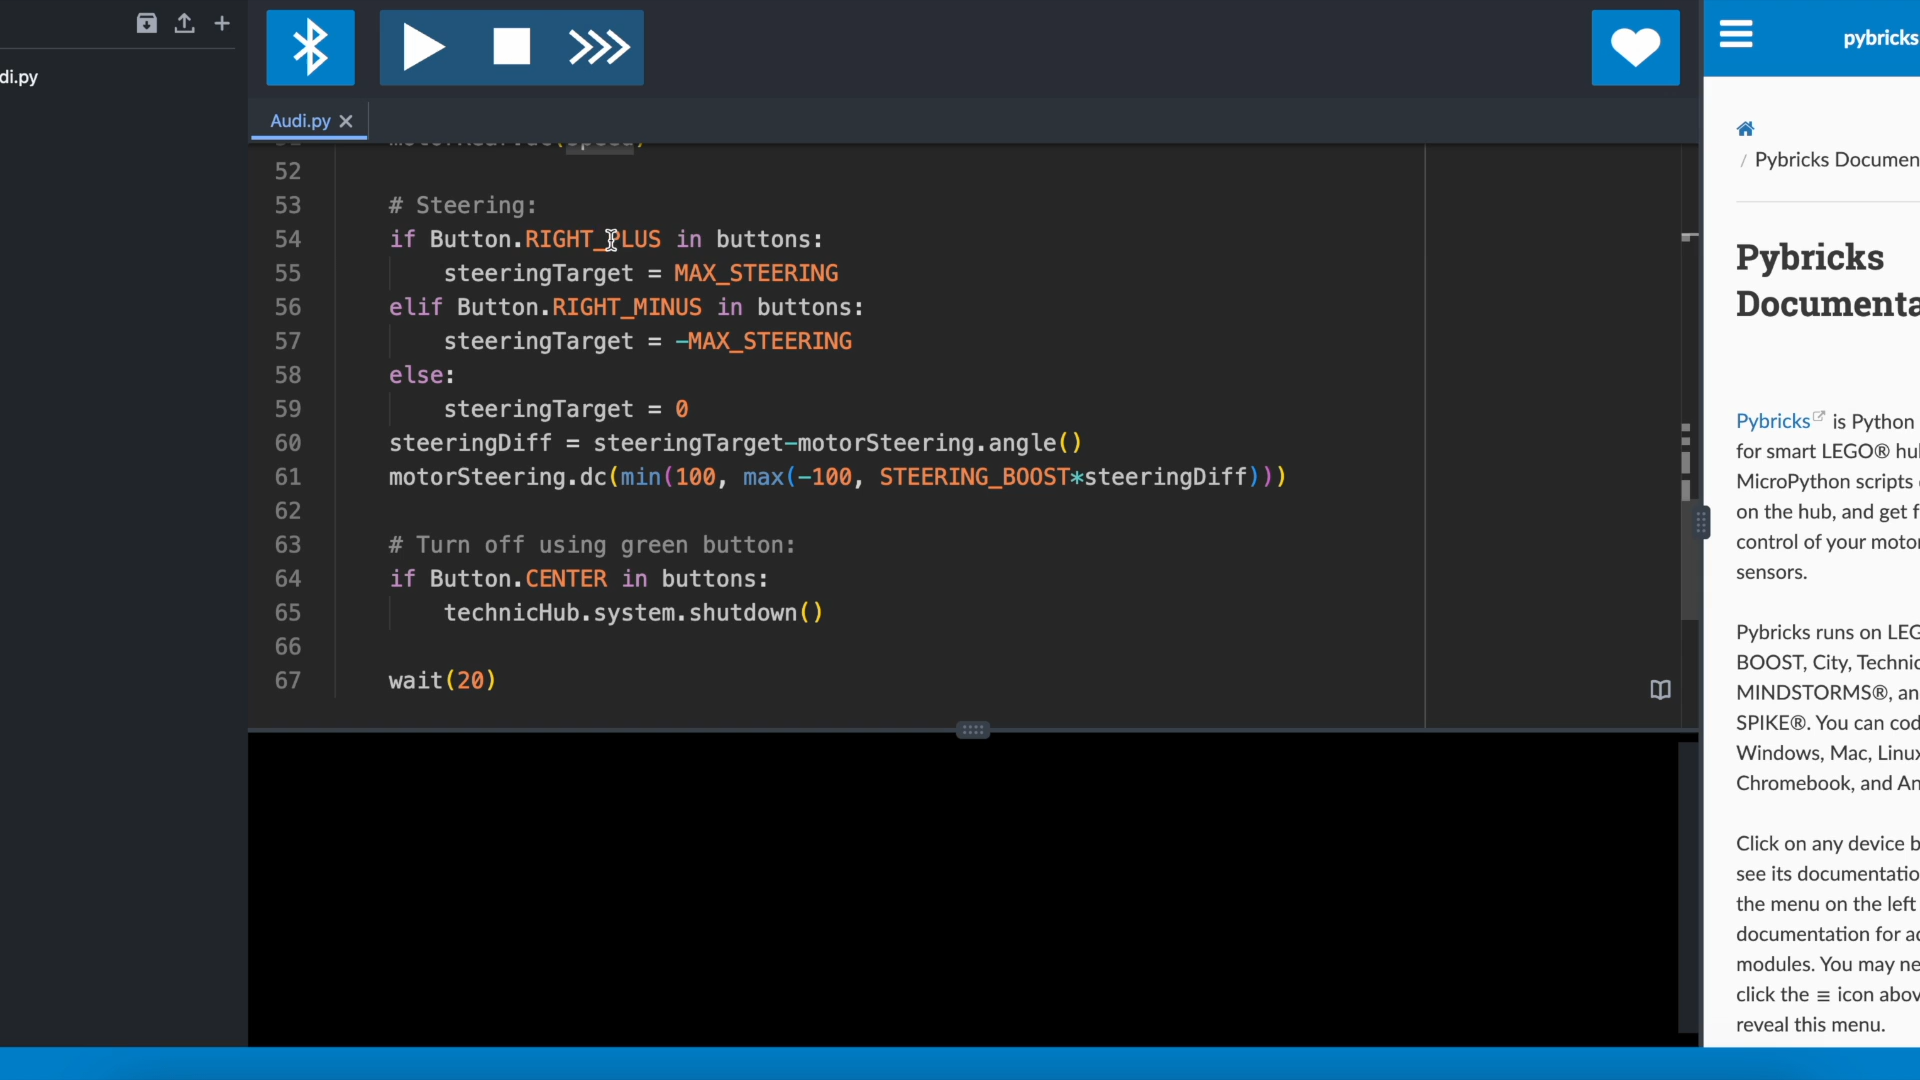 di.py
Audi.py
52
53 # Steering:
54 if Button.RIGHT_PLUS in buttons:
55 steeringTarget = MAX_STEERING
56 elif Button.RIGHT_MINUS in buttons:
57 steeringTarget = -MAX_STEERING
58 else:
59 steeringTarget = 0
60 steeringDiff = steeringTarget-motorSteering.angle()
61 motorSteering.dc(min(100, max(-100, STEERING_BOOST*steeringDiff)))
62
63 # Turn off using green button:
64 if Button.CENTER in buttons:
65 technicHub.system.shutdown()
66
67 wait(20)
pybricks
/ Pybricks Documen
Pybricks
Documenta
Pybricks is Python
for smart LEGO® hu
MicroPython scripts
on the hub, and get f
control of your motor
sensors.
Pybricks runs on LEG
BOOST, City, Technic
MINDSTORMS®, an
SPIKE®. You can cod
Windows, Mac, Linux
Chromebook, and An
Click on any device b
see its documentatio
the menu on the left
documentation for ad
modules. You may ne
click the ≡ icon abov
reveal this menu.